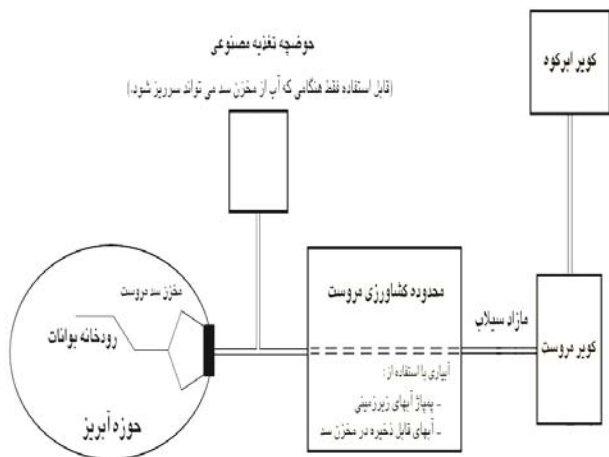 حوضچه تغذیه مصنوعی
(قابل استفاده فقط هنگامی که آب از مخزن سد می تواند سرریز شود.)
کویر ابرکوه
مخزن سد مروست
رودخانه بوانات
حوزه آبریز
محدوده کشاورزی مروست
آبیاری با استفاده از:
- پمپاژ آبهای زیرزمینی
- آبهای قابل ذخیره در مخزن سد
مازاد سیلاب
کویر مروست